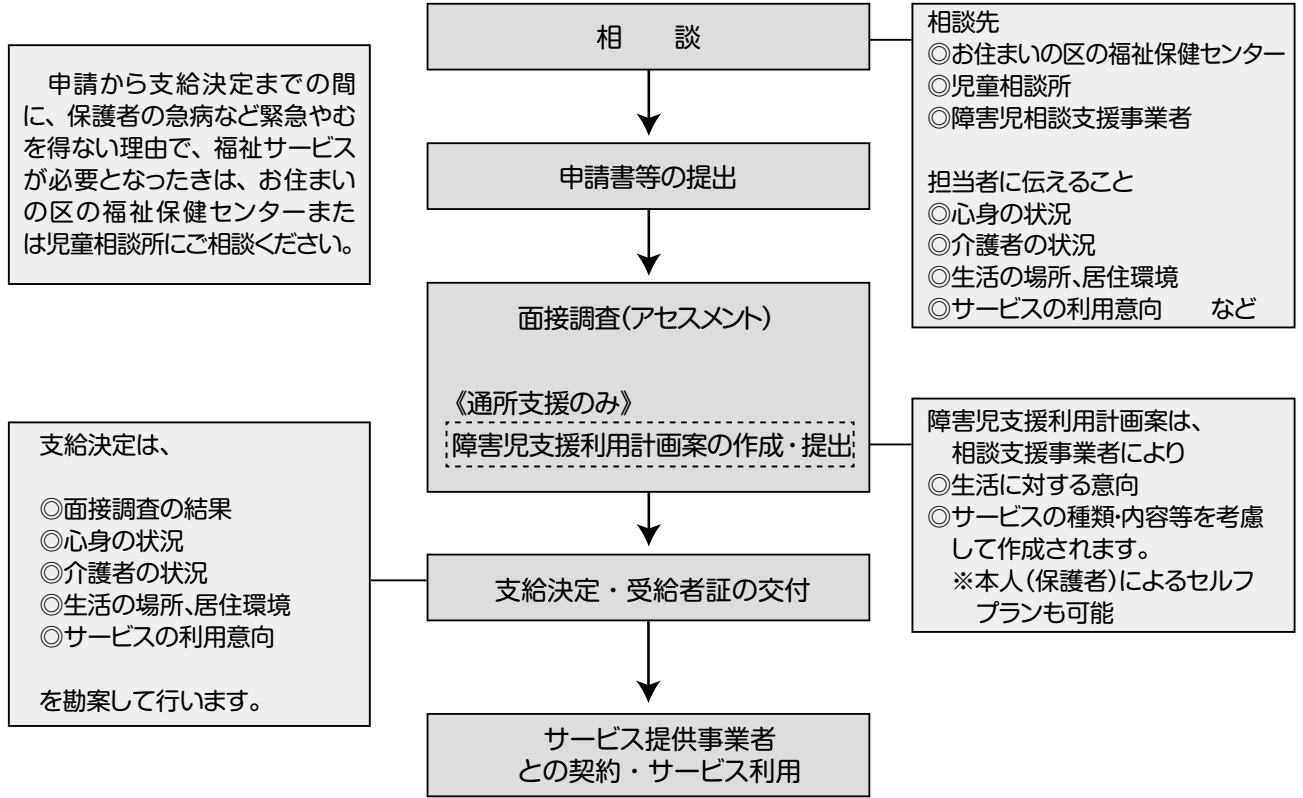 相　　談
相談先
◎お住まいの区の福祉保健センター
◎児童相談所
◎障害児相談支援事業者
担当者に伝えること
◎心身の状況
◎介護者の状況
◎生活の場所、居住環境
◎サービスの利用意向　　など
　申請から支給決定までの間
に、保護者の急病など緊急やむ
を得ない理由で、福祉サービス
が必要となったきは、お住まい
の区の福祉保健センターまた
は児童相談所にご相談ください。
申請書等の提出
面接調査（アセスメント）
《通所支援のみ》
障害児支援利用計画案の作成・提出
障害児支援利用計画案は、
相談支援事業者により
◎生活に対する意向
◎サービスの種類・内容等を考慮
して作成されます。
※本人（保護者）によるセルフ
プランも可能
支給決定は、
◎面接調査の結果
◎心身の状況
◎介護者の状況
◎生活の場所、居住環境
◎サービスの利用意向
を勘案して行います。
支給決定・受給者証の交付
サービス提供事業者
との契約・サービス利用